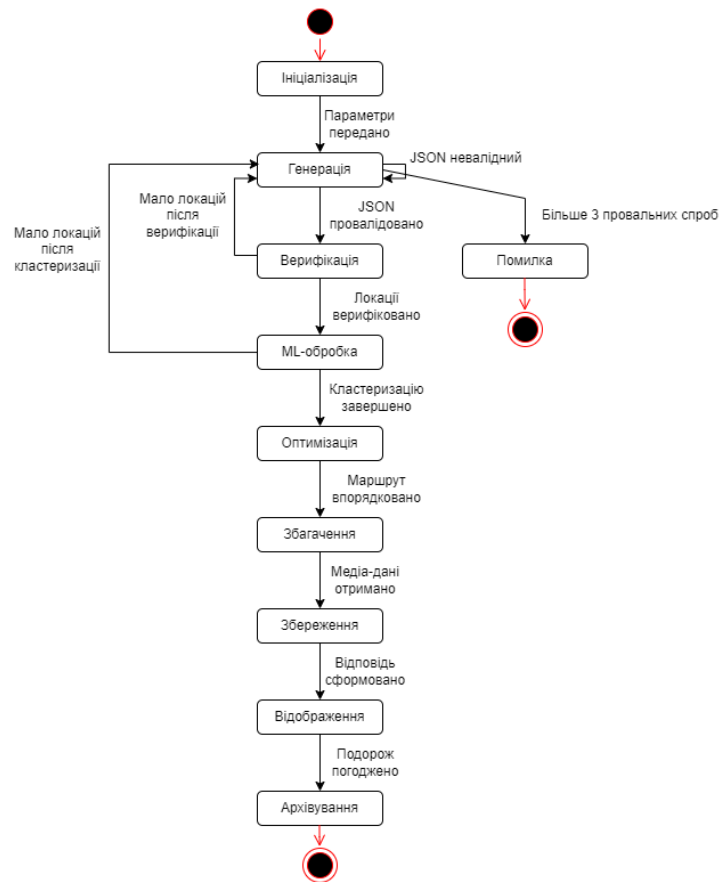 Ініціалізація
Параметри
передано
Генерація
JSON невалідний
Мало локацій
після
верифікації
JSON
провалідовано
Більше 3 провальних спроб
Мало локацій
після
кластеризації
Верифікація
Помилка
Локації
верифіковано
ML-обробка
Кластеризацію
завершено
Оптимізація
Маршрут
впорядковано
Збагачення
Медіа-дані
отримано
Збереження
Відповідь
сформовано
Відображення
Подорож
погоджено
Архівування